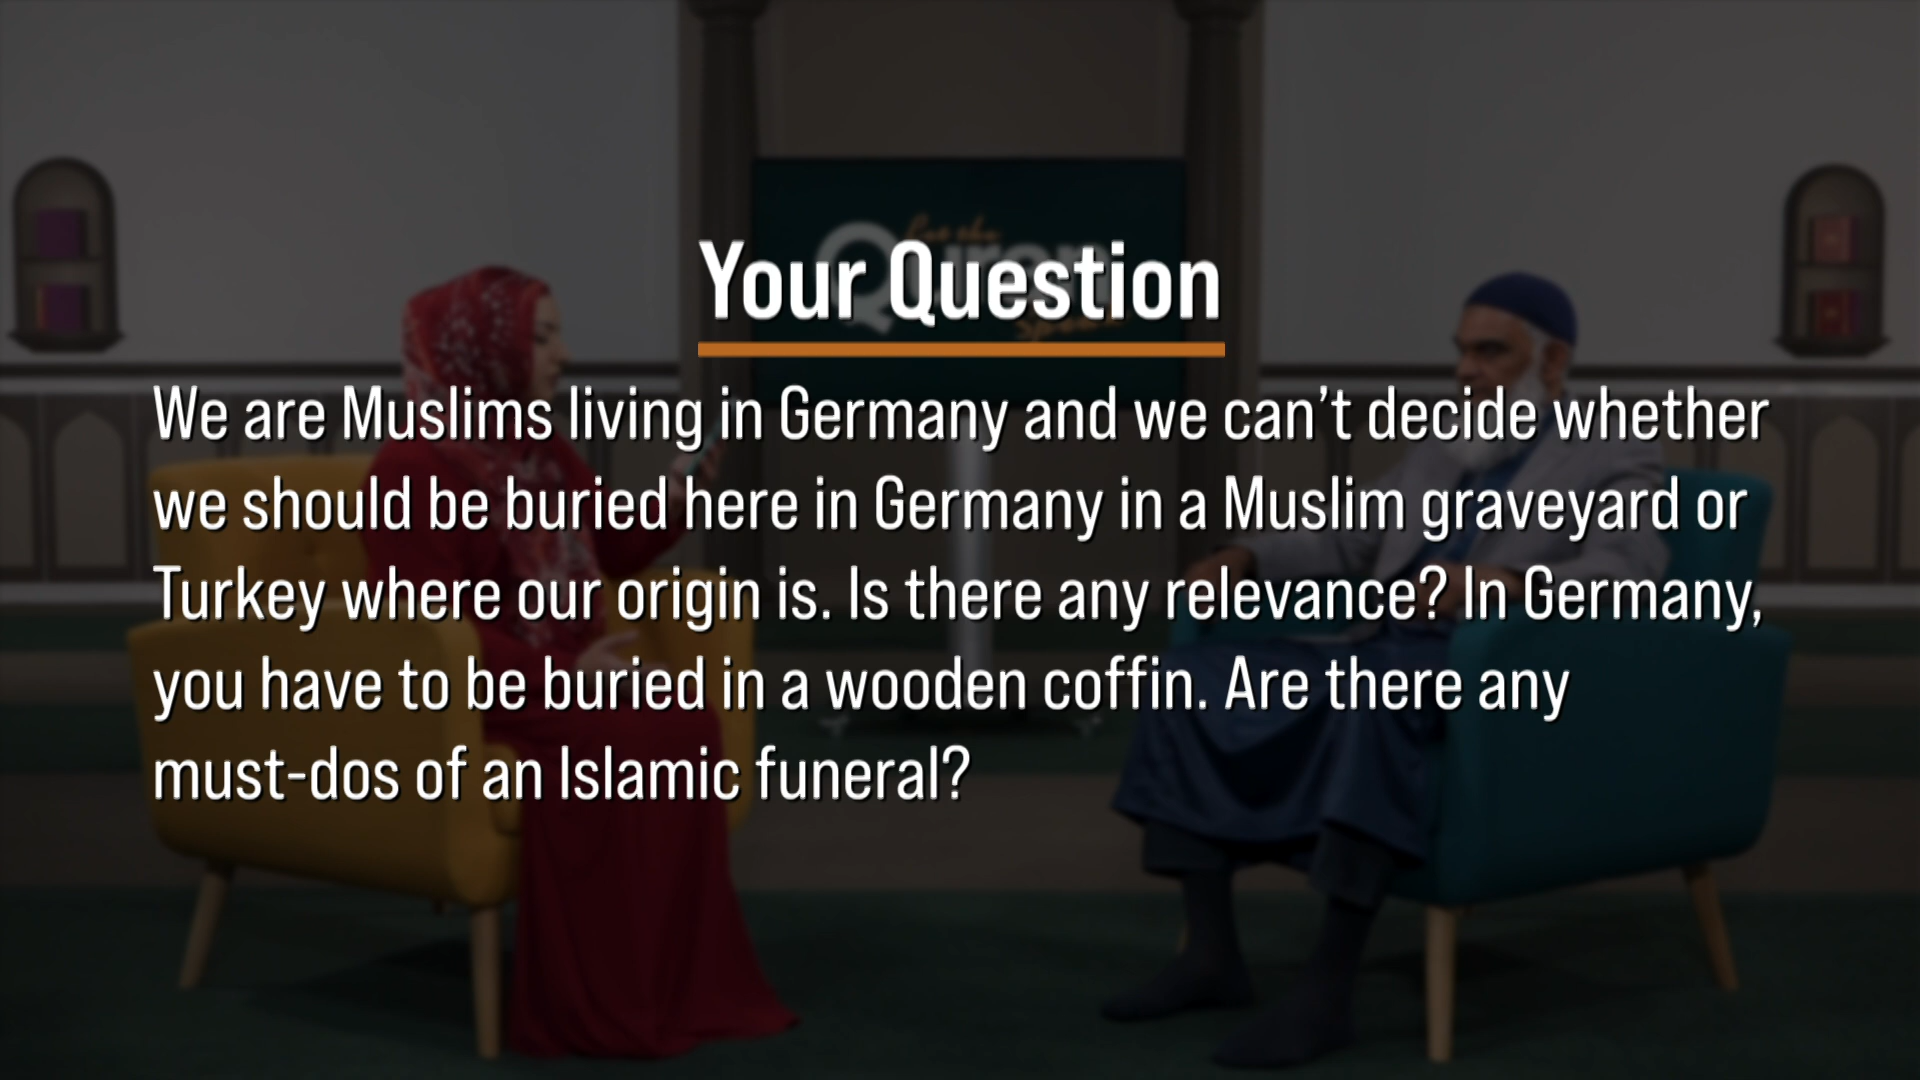 Your Question
We are Muslims living in Germany and we can’t decide whether
we should be buried here in Germany in a Muslim graveyard or
Turkey where our origin is. Is there any relevance? In Germany,
you have to be buried in a wooden coffin. Are there any
must-dos of an Islamic funeral?